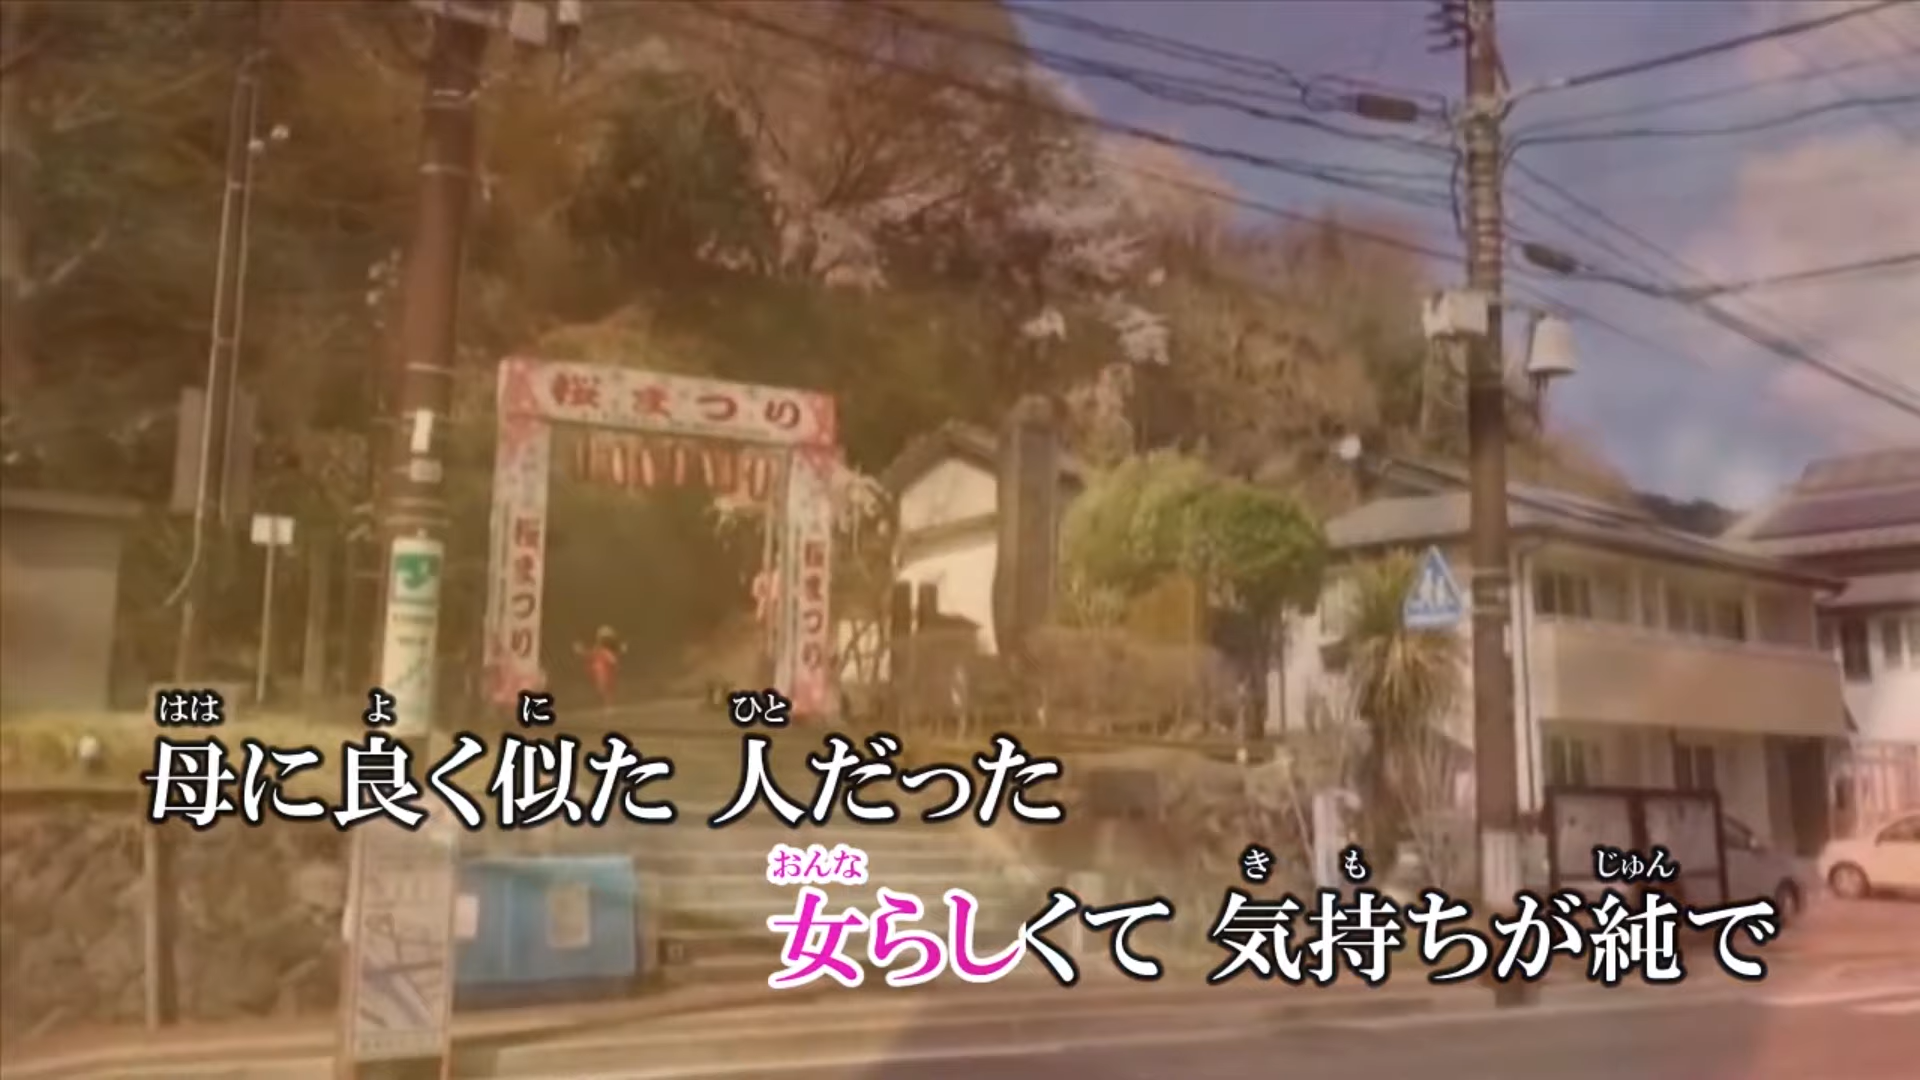 桜まつり
桜まつり
桜まつり
はは よ に ひと
母に良く似た 人だった
おんな き も じゅん
女らしくて 気持ちが純で